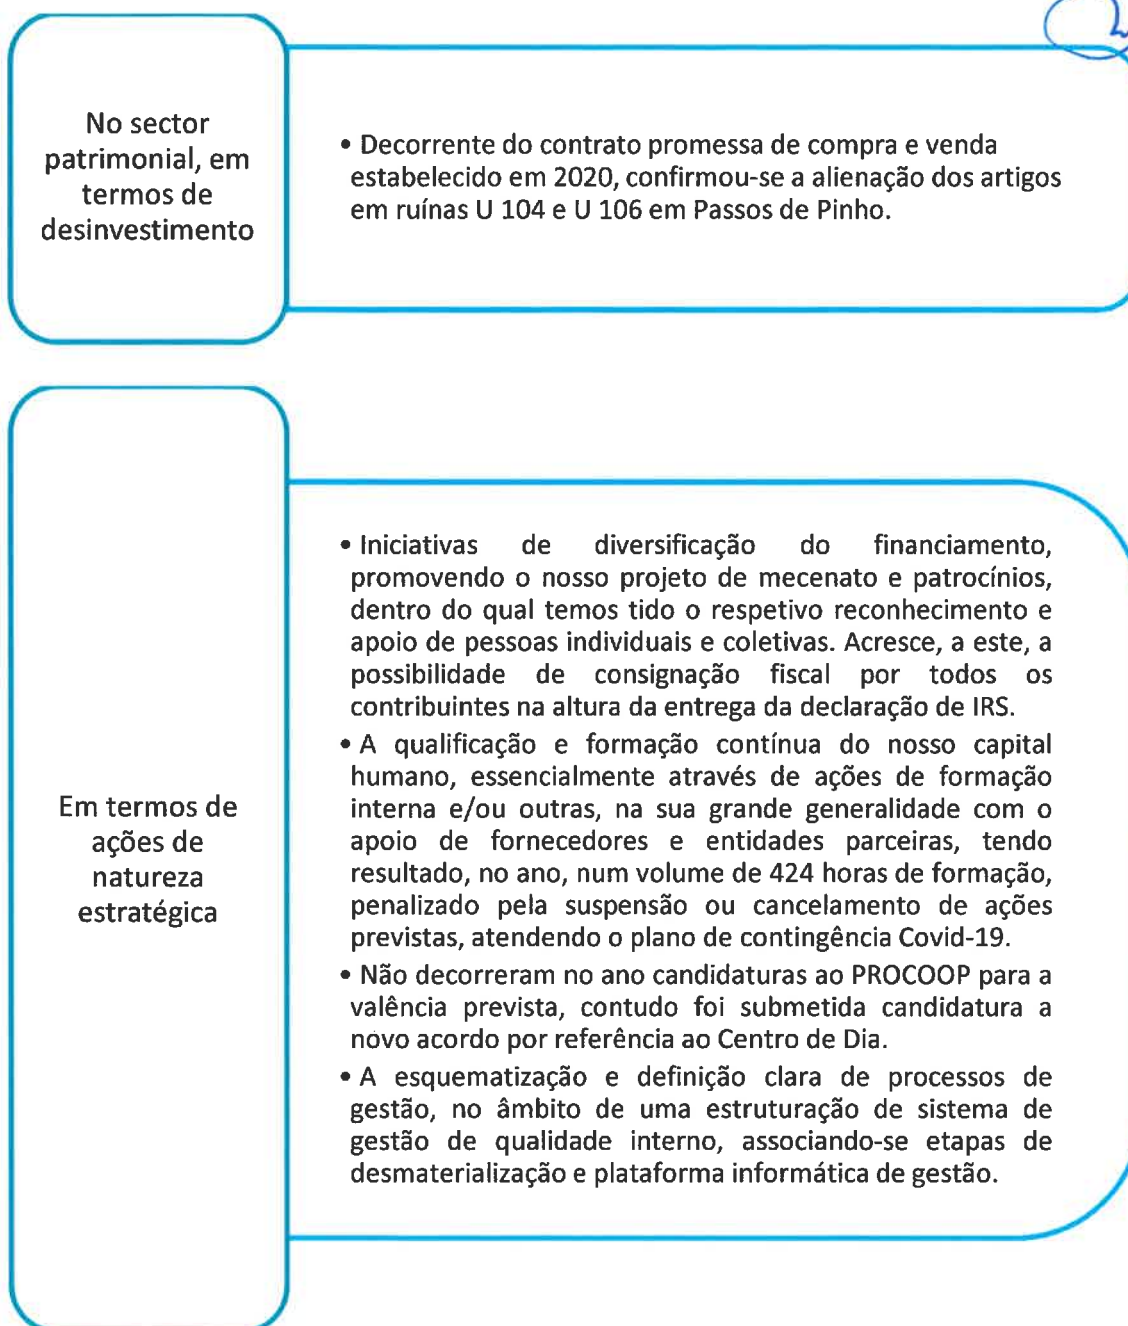 No sector
patrimonial, em
termos de
desinvestimento
• Decorrente do contrato promessa de compra e venda
estabelecido em 2020, confirmou-se a alienação dos artigos
em ruínas U 104 e U 106 em Passos de Pinho.
Em termos de
ações de
natureza
estratégica
• Iniciativas de diversificação do financiamento,
promovendo o nosso projeto de mecenato e patrocínios,
dentro do qual temos tido o respetivo reconhecimento e
apoio de pessoas individuais e coletivas. Acresce, a este, a
possibilidade de consignação fiscal por todos os
contribuintes na altura da entrega da declaração de IRS.
• A qualificação e formação contínua do nosso capital
humano, essencialmente através de ações de formação
interna e/ou outras, na sua grande generalidade com o
apoio de fornecedores e entidades parceiras, tendo
resultado, no ano, num volume de 424 horas de formação,
penalizado pela suspensão ou cancelamento de ações
previstas, atendendo o plano de contingência Covid-19.
• Não decorreram no ano candidaturas ao PROCOOP para a
valência prevista, contudo foi submetida candidatura a
novo acordo por referência ao Centro de Dia.
• A esquematização e definição clara de processos de
gestão, no âmbito de uma estruturação de sistema de
gestão de qualidade interno, associando-se etapas de
desmaterialização e plataforma informática de gestão.